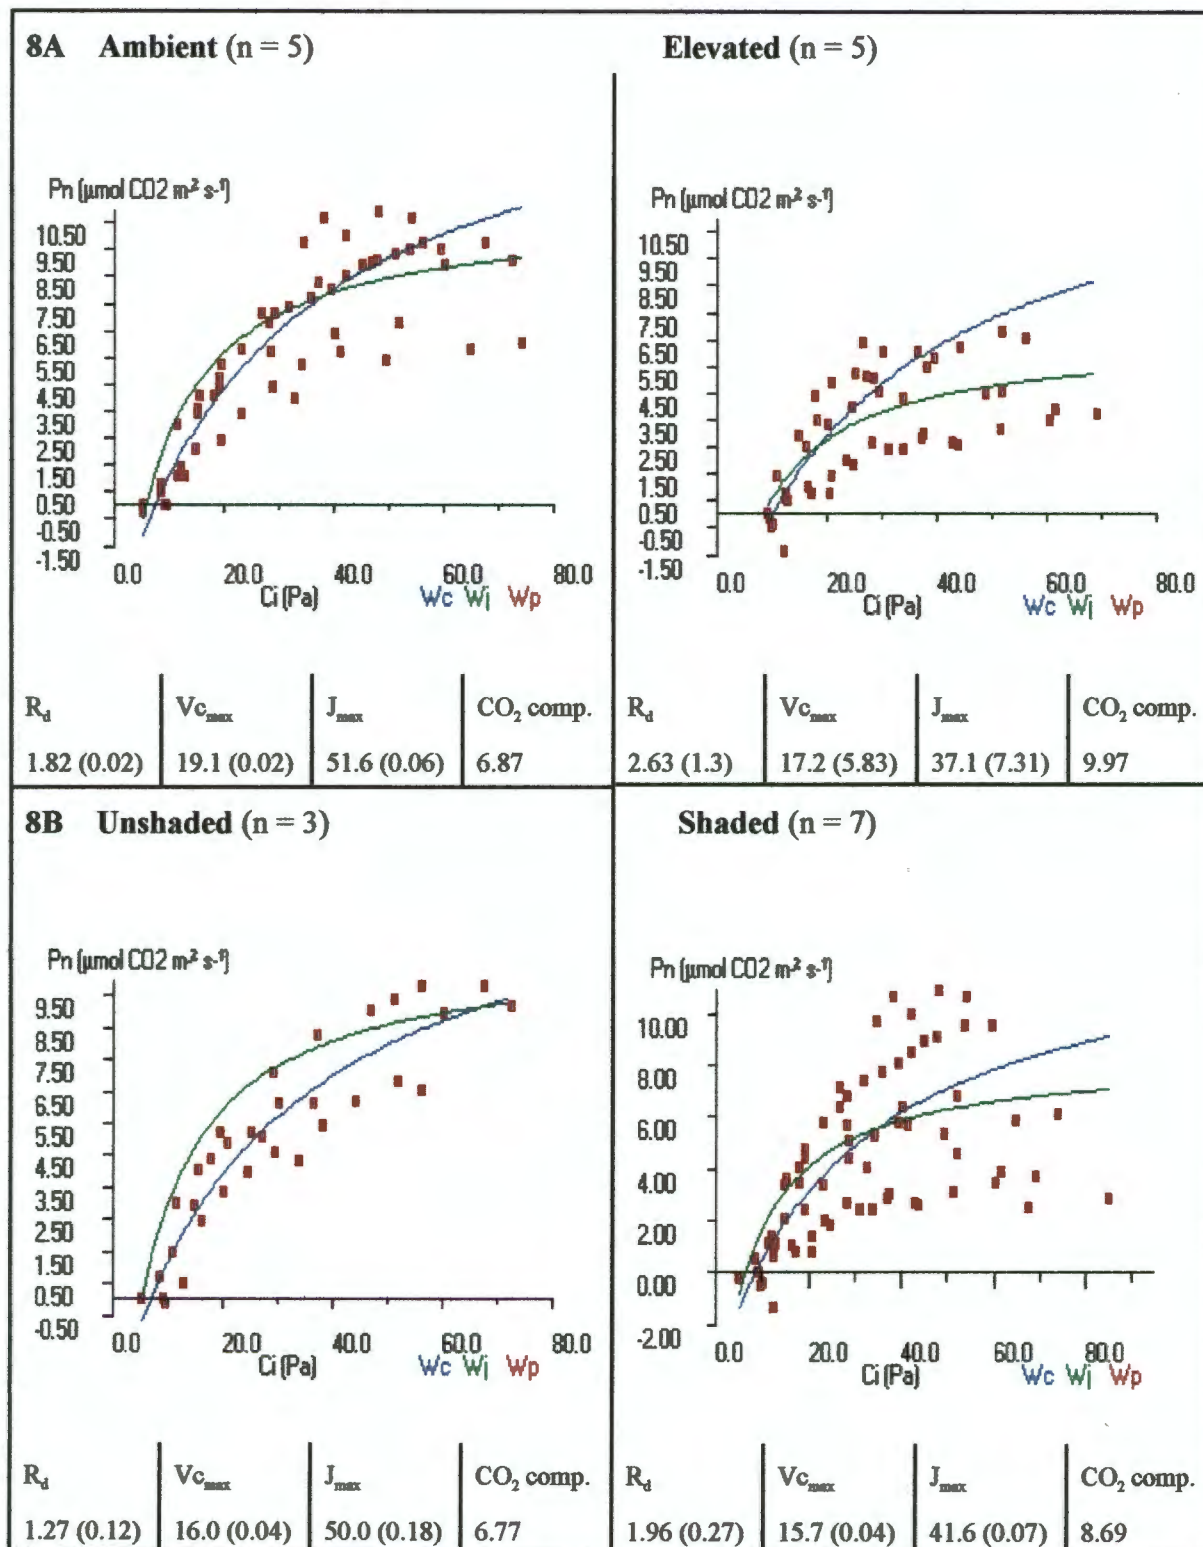 8A Ambient (n = 5)
Elevated (n = 5)
Pn (µmol CO2 m² s⁻¹)
10.50
9.50
8.50
7.50
6.50
5.50
4.50
3.50
2.50
1.50
0.50
-0.50
-1.50
0.0 20.0 40.0 60.0 80.0
Ci (Pa) Wc Wj Wp
Pn (µmol CO2 m² s⁻¹)
10.50
9.50
8.50
7.50
6.50
5.50
4.50
3.50
2.50
1.50
0.50
-0.50
-1.50
0.0 20.0 40.0 60.0 80.0
Ci (Pa) Wc Wj Wp
R_d Vc_max J_max CO₂ comp.
1.82 (0.02) 19.1 (0.02) 51.6 (0.06) 6.87
R_d Vc_max J_max CO₂ comp.
2.63 (1.3) 17.2 (5.83) 37.1 (7.31) 9.97
8B Unshaded (n = 3)
Shaded (n = 7)
Pn (µmol CO2 m² s⁻¹)
9.50
8.50
7.50
6.50
5.50
4.50
3.50
2.50
1.50
0.50
-0.50
0.0 20.0 40.0 60.0 80.0
Ci (Pa) Wc Wj Wp
Pn (µmol CO2 m² s⁻¹)
10.00
8.00
6.00
4.00
2.00
0.00
-2.00
0.0 20.0 40.0 60.0 80.0
Ci (Pa) Wc Wj Wp
R_d Vc_max J_max CO₂ comp.
1.27 (0.12) 16.0 (0.04) 50.0 (0.18) 6.77
R_d Vc_max J_max CO₂ comp.
1.96 (0.27) 15.7 (0.04) 41.6 (0.07) 8.69